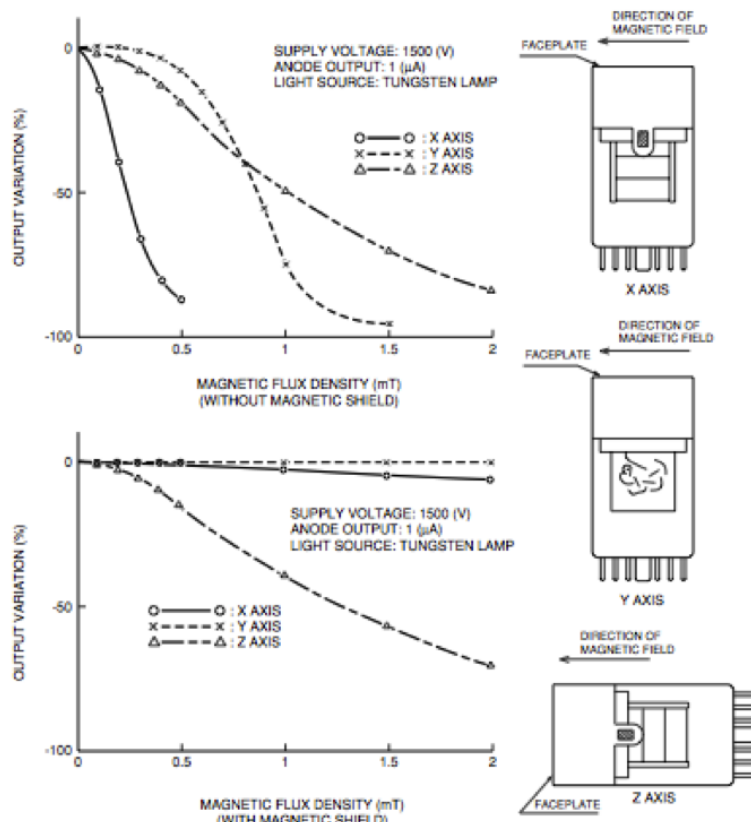 0
-50
-100
0
0.5
1
1.5
2
OUTPUT VARIATION (%)
SUPPLY VOLTAGE: 1500 (V)
ANODE OUTPUT: 1 (μA)
LIGHT SOURCE: TUNGSTEN LAMP
: X AXIS
: Y AXIS
: Z AXIS
MAGNETIC FLUX DENSITY (mT)
(WITHOUT MAGNETIC SHIELD)
DIRECTION OF
MAGNETIC FIELD
FACEPLATE
X AXIS
DIRECTION OF
MAGNETIC FIELD
FACEPLATE
Y AXIS
0
-50
-100
0
0.5
1
1.5
2
OUTPUT VARIATION (%)
SUPPLY VOLTAGE: 1500 (V)
ANODE OUTPUT: 1 (μA)
LIGHT SOURCE: TUNGSTEN LAMP
: X AXIS
: Y AXIS
: Z AXIS
MAGNETIC FLUX DENSITY (mT)
(WITH MAGNETIC SHIELD)
DIRECTION OF
MAGNETIC FIELD
Z AXIS
FACEPLATE